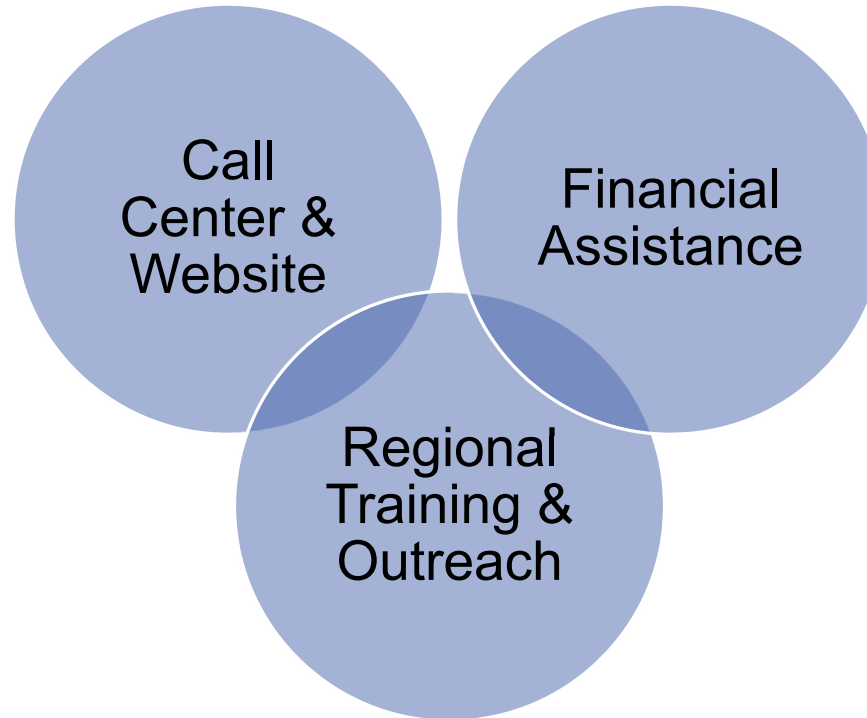 Call
Center &
Website
Financial
Assistance
Regional
Training &
Outreach